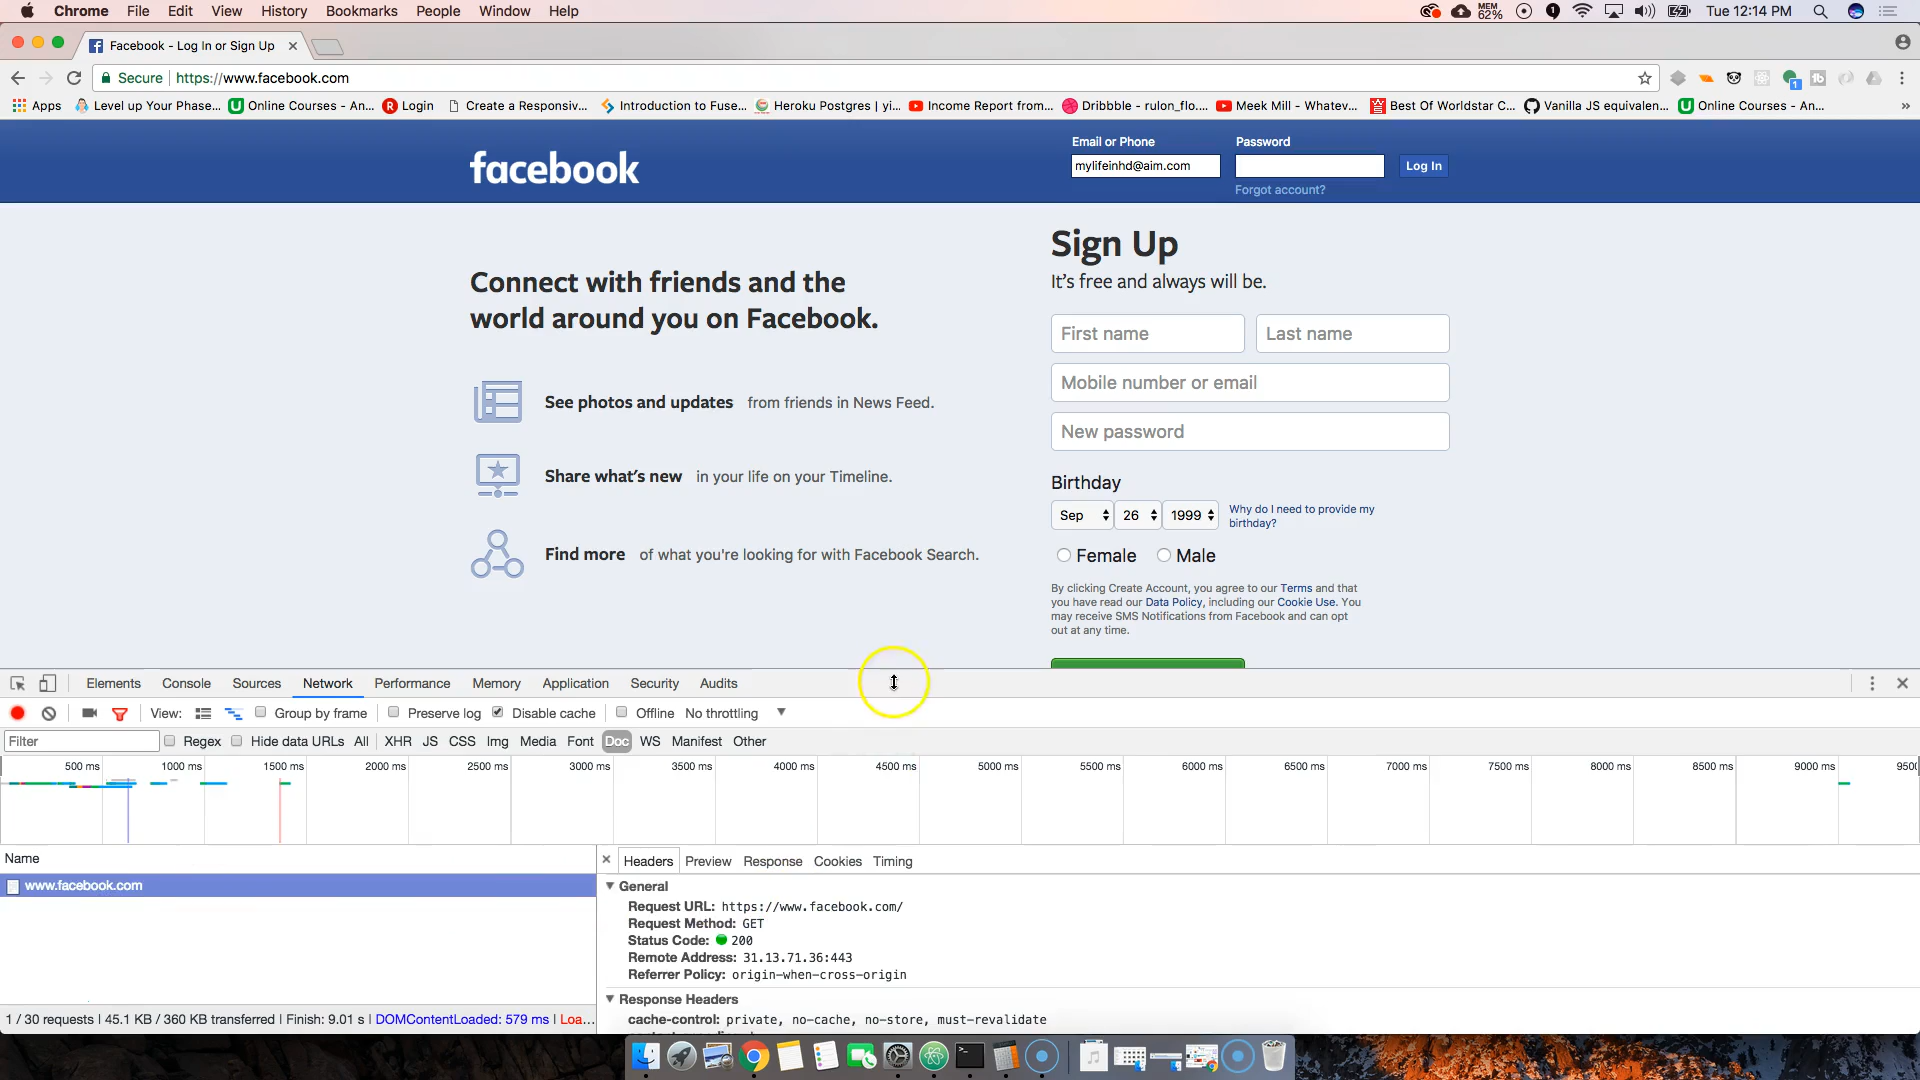 Chrome File Edit View History Bookmarks People Window Help MEM 62% Tue 12:14 PM
Facebook - Log In or Sign Up
Secure https://www.facebook.com
Apps Level up Your Phase... Online Courses - An... Login Create a Responsiv... Introduction to Fuse... Heroku Postgres | yi... Income Report from... Dribbble - rulon_flo... Meek Mill - Whatev... Best Of Worldstar C... Vanilla JS equivalen... Online Courses - An... »
Email or Phone Password
facebook mylifeinhd@aim.com Log In
Forgot account?
Sign Up
It's free and always will be.
Connect with friends and the
world around you on Facebook.
First name Last name
Mobile number or email
See photos and updates from friends in News Feed.
New password
Share what's new in your life on your Timeline.
Birthday
Sep 26 1999 Why do I need to provide my
birthday?
Find more of what you're looking for with Facebook Search.
Female Male
By clicking Create Account, you agree to our Terms and that
you have read our Data Policy, including our Cookie Use. You
may receive SMS Notifications from Facebook and can opt
out at any time.
Elements Console Sources Network Performance Memory Application Security Audits
View: Group by frame Preserve log Disable cache Offline No throttling
Filter Regex Hide data URLs All XHR JS CSS Img Media Font Doc WS Manifest Other
500 ms 1000 ms 1500 ms 2000 ms 2500 ms 3000 ms 3500 ms 4000 ms 4500 ms 5000 ms 5500 ms 6000 ms 6500 ms 7000 ms 7500 ms 8000 ms 8500 ms 9000 ms 9500
Name Headers Preview Response Cookies Timing
www.facebook.com
General
Request URL: https://www.facebook.com/
Request Method: GET
Status Code: 200
Remote Address: 31.13.71.36:443
Referrer Policy: origin-when-cross-origin
Response Headers
cache-control: private, no-cache, no-store, must-revalidate
1 / 30 requests | 45.1 KB / 360 KB transferred | Finish: 9.01 s | DOMContentLoaded: 579 ms | Loa...